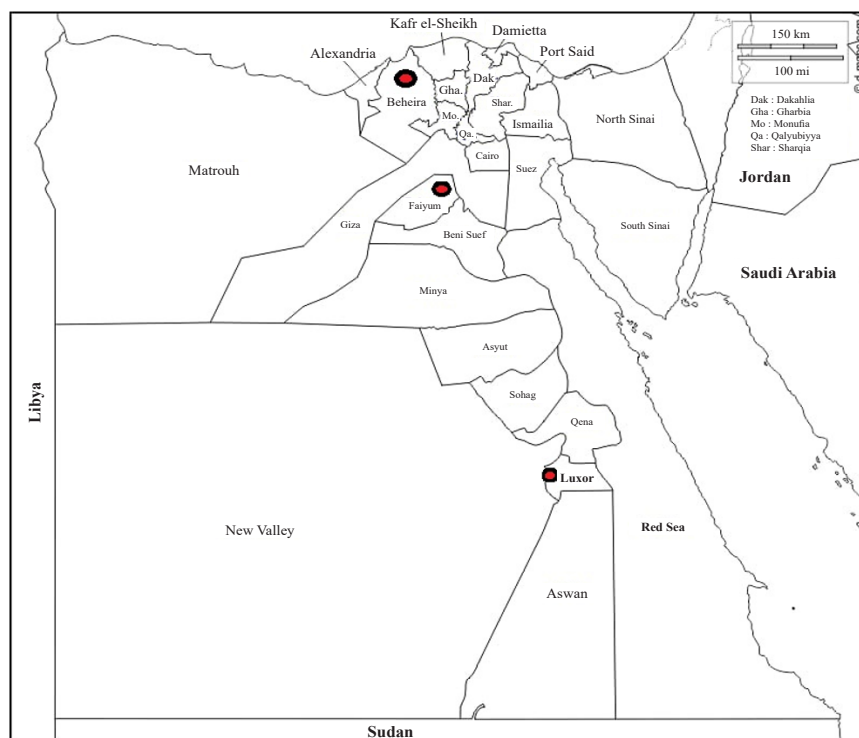 Kafr el-Sheikh
Damietta
Alexandria
Port Said
150 km
100 mi
Dak : Dakahlia
Gha : Gharbia
Mo : Monufia
Qa : Qalyubiyya
Shar : Sharqia
Dak.
Gha.
Beheira
Shar.
Mo.
Ismailia
North Sinai
Qa.
Cairo
Matrouh
Suez
Jordan
Faiyum
Giza
Beni Suef
South Sinai
Saudi Arabia
Minya
Asyut
Sohag
Libya
Qena
Luxor
New Valley
Red Sea
Aswan
Sudan